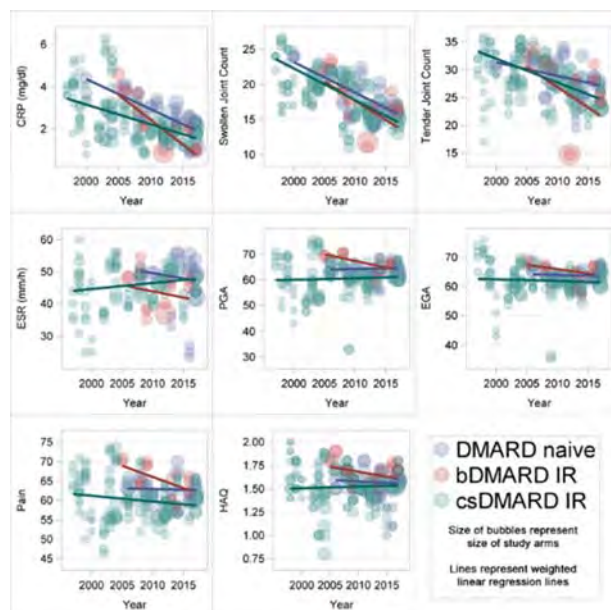 CRP (mg/dl)
6
4
2
2000 2005 2010 2015
Year
Swollen Joint Count
25
20
15
10
2000 2005 2010 2015
Year
Tender Joint Count
35
30
25
20
15
2000 2005 2010 2015
Year
ESR (mm/h)
60
50
40
30
2000 2005 2010 2015
Year
PGA
80
70
60
50
40
30
2000 2005 2010 2015
Year
EGA
80
70
60
50
40
2000 2005 2010 2015
Year
Pain
75
70
65
60
55
50
45
2000 2005 2010 2015
Year
HAQ
2.00
1.75
1.50
1.25
1.00
0.75
2000 2005 2010 2015
Year
DMARD naive
bDMARD IR
csDMARD IR
Size of bubbles represent
size of study arms
Lines represent weighted
linear regression lines